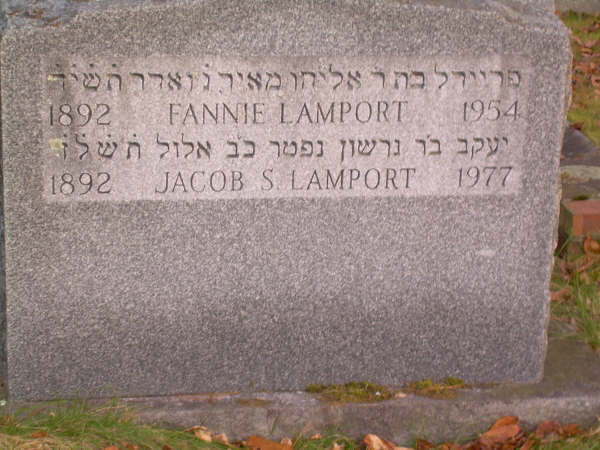 פריידל בת ר׳ אליהו מאיר ג׳ ואדר תשי״ד
1892 FANNIE LAMPORT 1954
יעקב ב״ר גרשון נפטר כ״ב אלול תשל״ז
1892 JACOB S. LAMPORT 1977